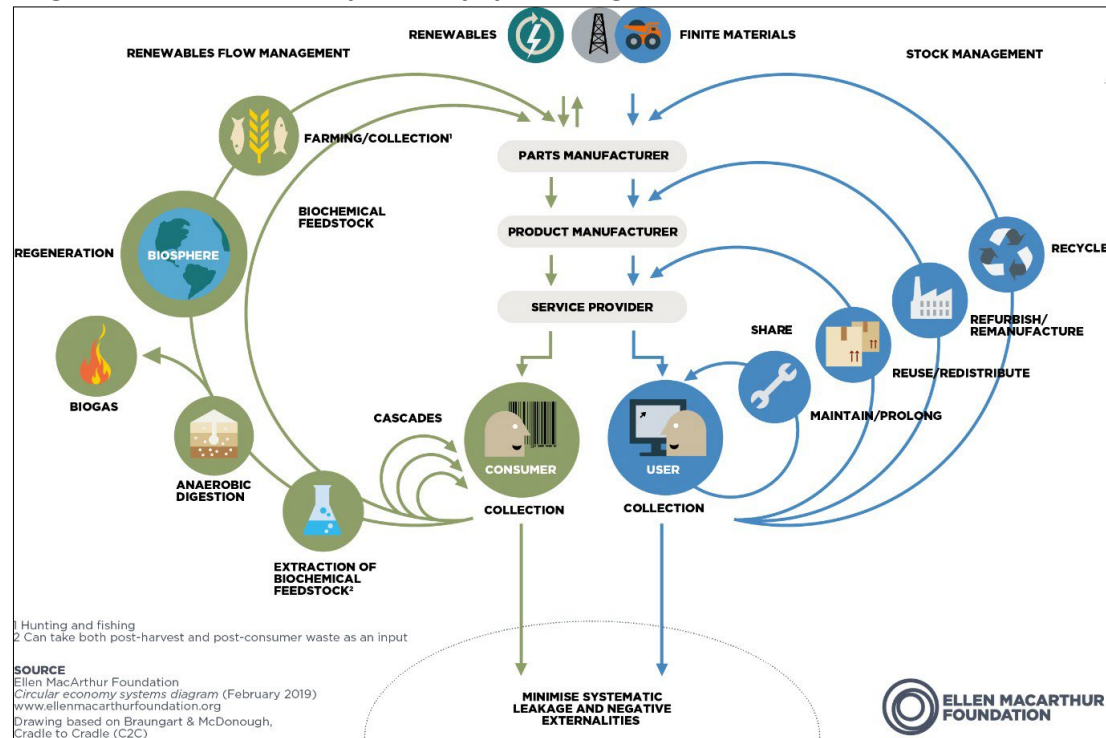 RENEWABLES
FINITE MATERIALS
RENEWABLES FLOW MANAGEMENT
STOCK MANAGEMENT
FARMING/COLLECTION¹
PARTS MANUFACTURER
BIOCHEMICAL
FEEDSTOCK
PRODUCT MANUFACTURER
REGENERATION
BIOSPHERE
RECYCLE
SERVICE PROVIDER
SHARE
REFURBISH/
REMANUFACTURE
REUSE/REDISTRIBUTE
BIOGAS
CASCADES
MAINTAIN/PROLONG
CONSUMER
USER
ANAEROBIC
DIGESTION
COLLECTION
COLLECTION
EXTRACTION OF
BIOCHEMICAL
FEEDSTOCK²
1 Hunting and fishing
2 Can take both post-harvest and post-consumer waste as an input
SOURCE
Ellen MacArthur Foundation
Circular economy systems diagram (February 2019)
www.ellenmacarthurfoundation.org
Drawing based on Braungart & McDonough,
Cradle to Cradle (C2C)
MINIMISE SYSTEMATIC
LEAKAGE AND NEGATIVE
EXTERNALITIES
ELLEN MACARTHUR
FOUNDATION